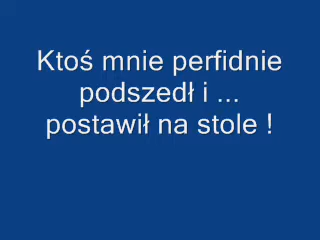 Ktoś mnie perfidnie
podszedł i ...
postawił na stole !